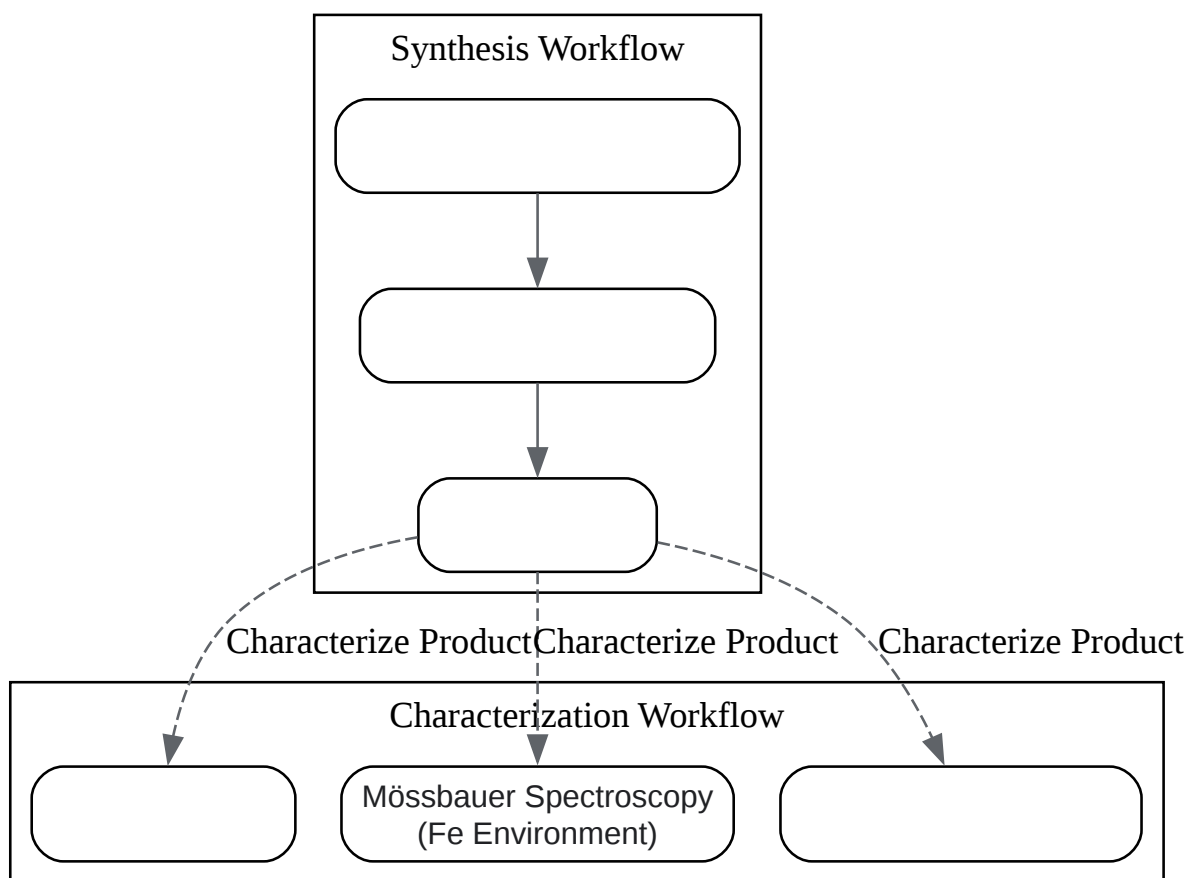 Synthesis Workflow
Characterize Product
Characterize Product
Characterize Product
Characterization Workflow
Mössbauer Spectroscopy
(Fe Environment)